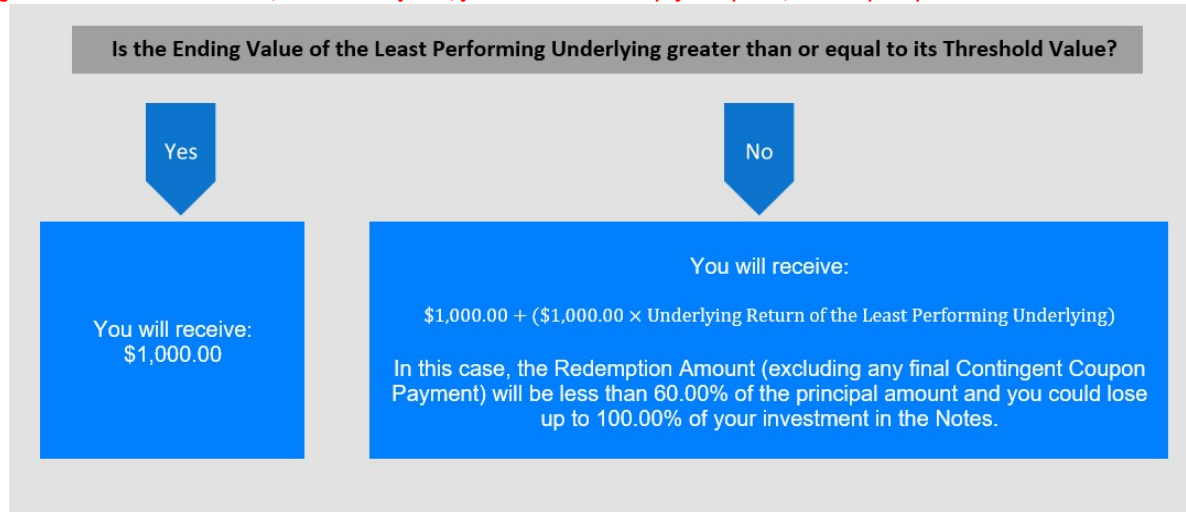 Is the Ending Value of the Least Performing Underlying greater than or equal to its Threshold Value?
Yes
No
You will receive:
$1,000.00
You will receive:
$1,000.00 + ($1,000.00 × Underlying Return of the Least Performing Underlying)
In this case, the Redemption Amount (excluding any final Contingent Coupon
Payment) will be less than 60.00% of the principal amount and you could lose
up to 100.00% of your investment in the Notes.